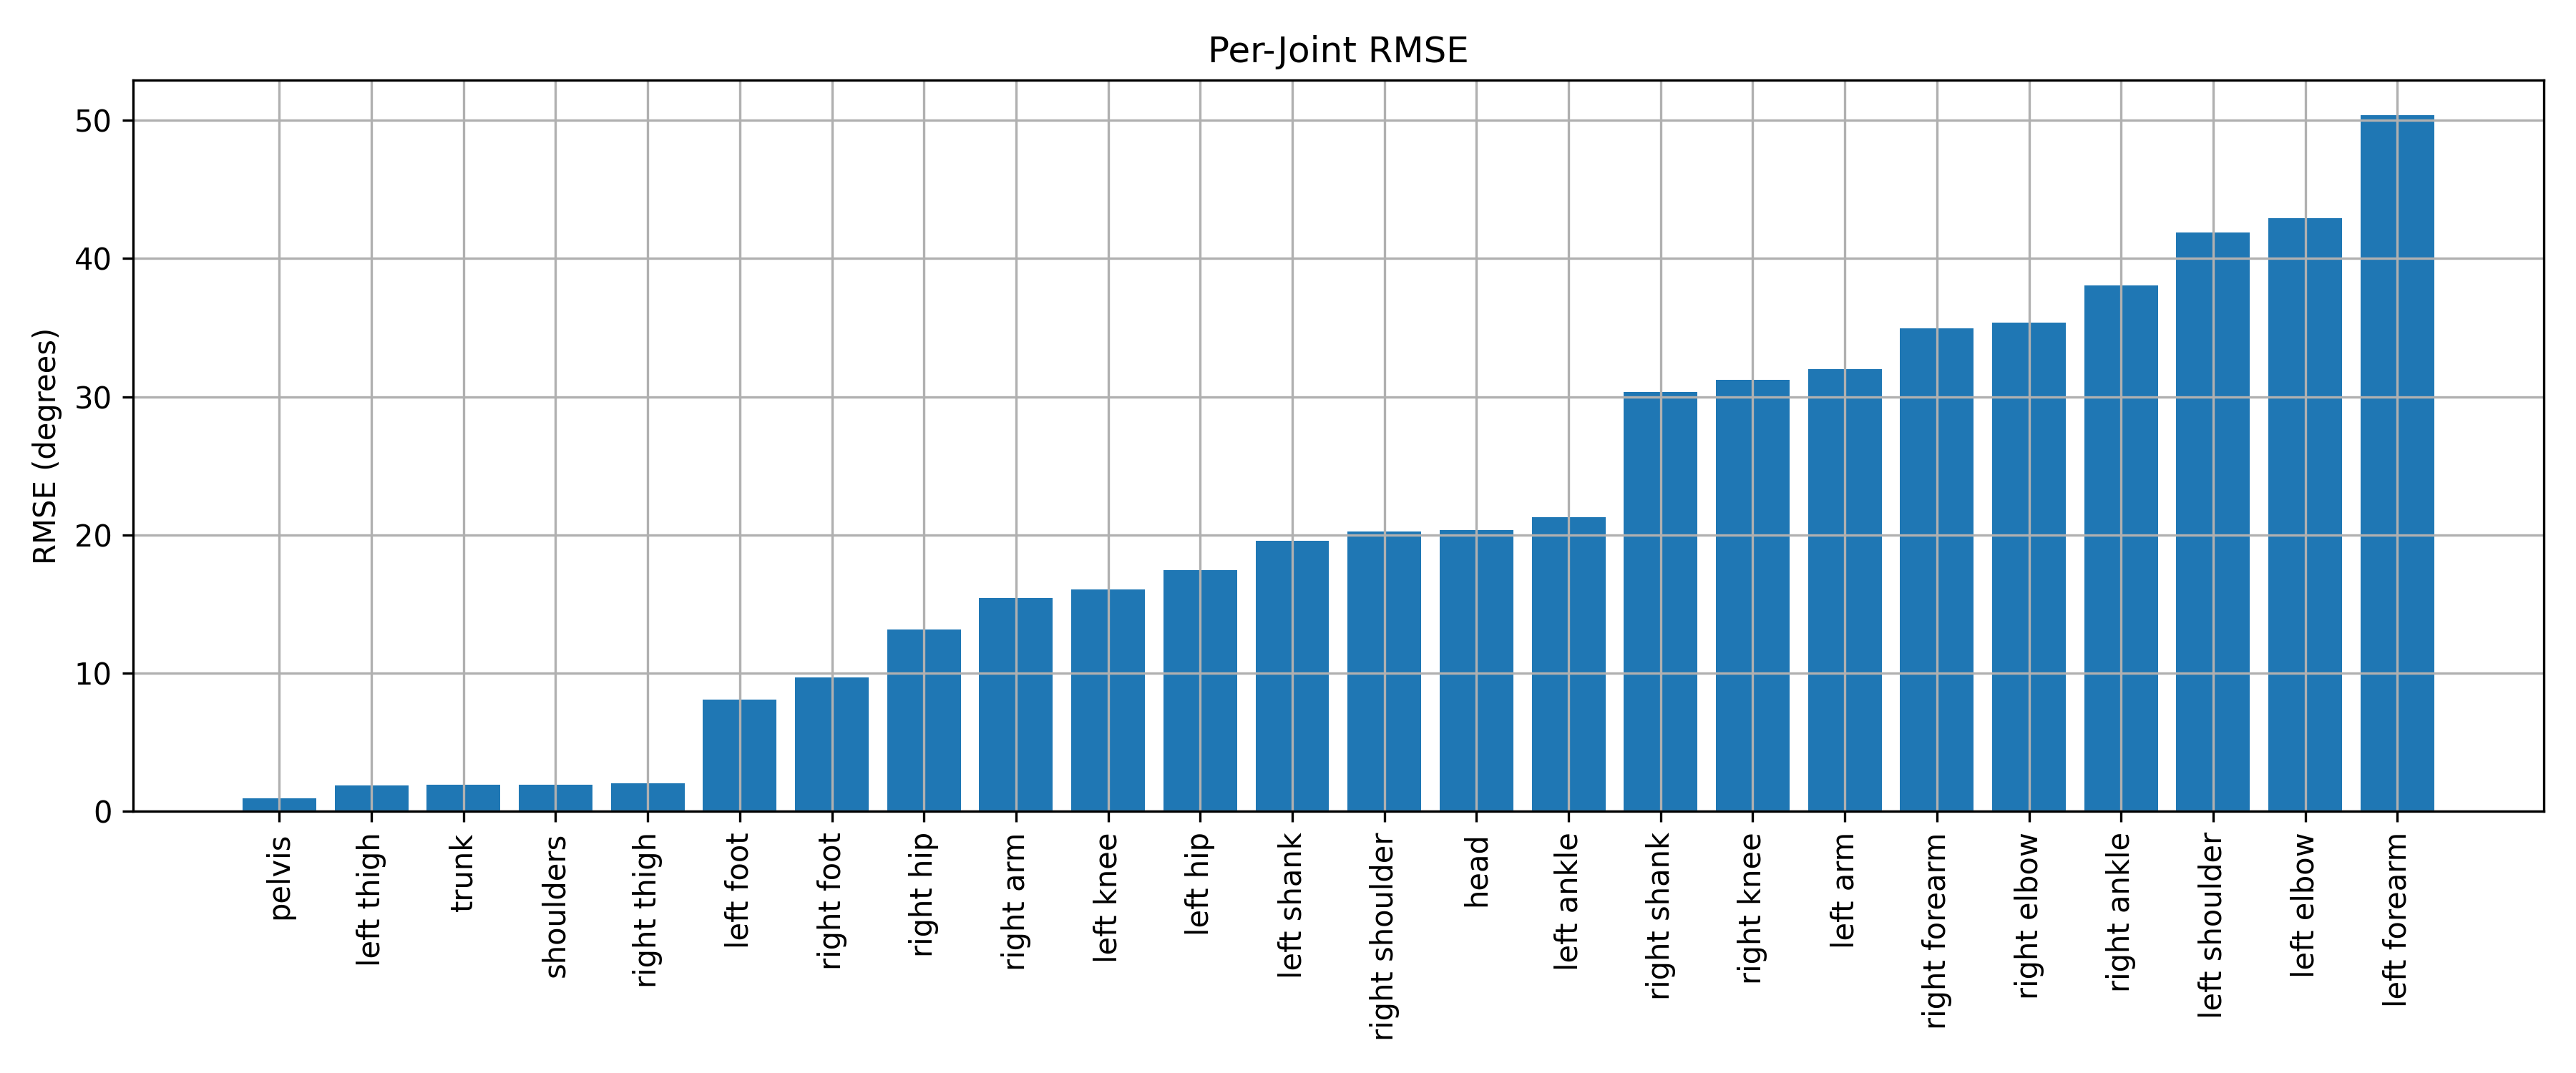 Per-Joint RMSE
RMSE (degrees)
50
40
30
20
10
0
pelvis
left thigh
trunk
shoulders
right thigh
left foot
right foot
right hip
right arm
left knee
left hip
left shank
right shoulder
head
left ankle
right shank
right knee
left arm
right forearm
right elbow
right ankle
left shoulder
left elbow
left forearm